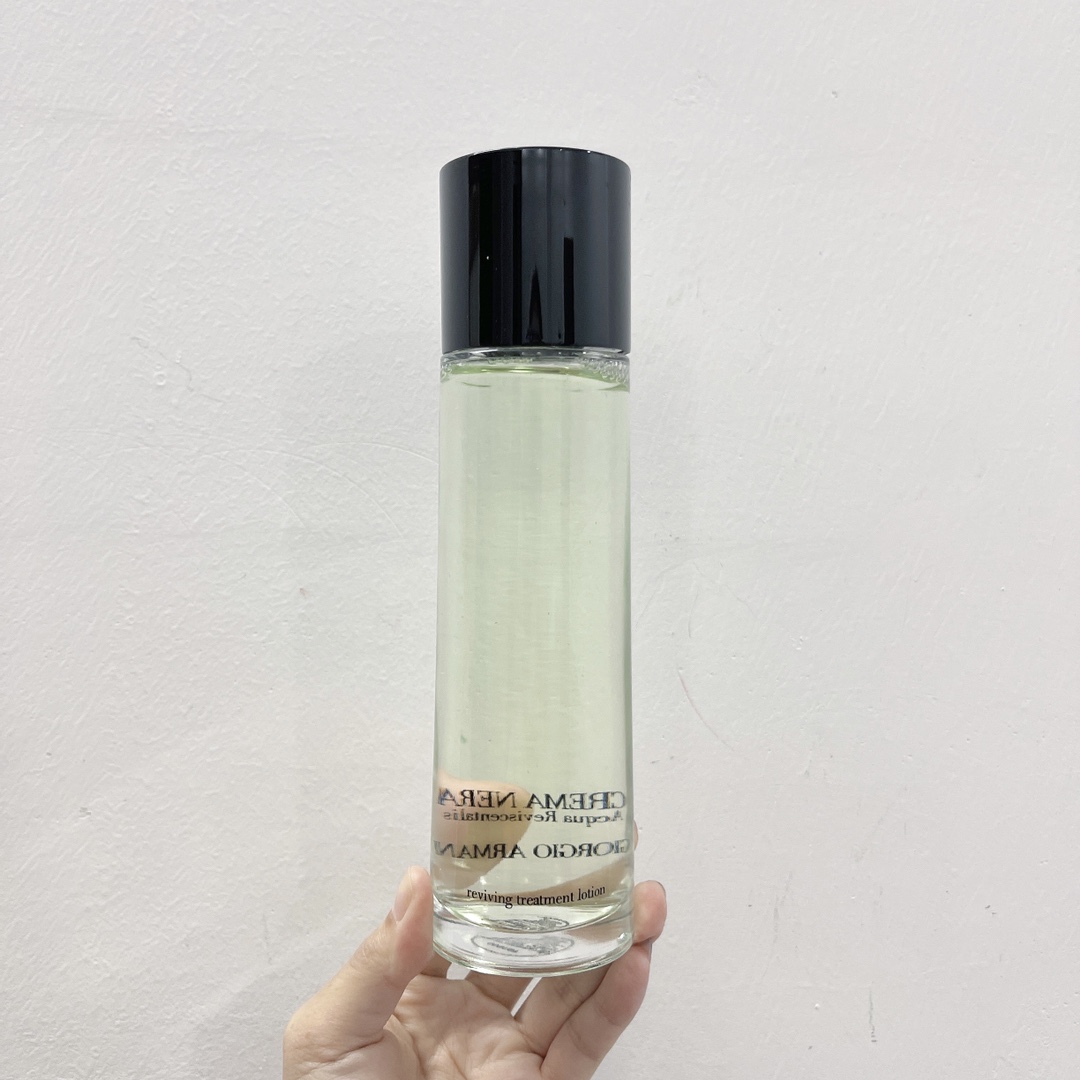 CREMA NERA
Acqua Reviscentalis
GIORGIO ARMANI
reviving treatment lotion